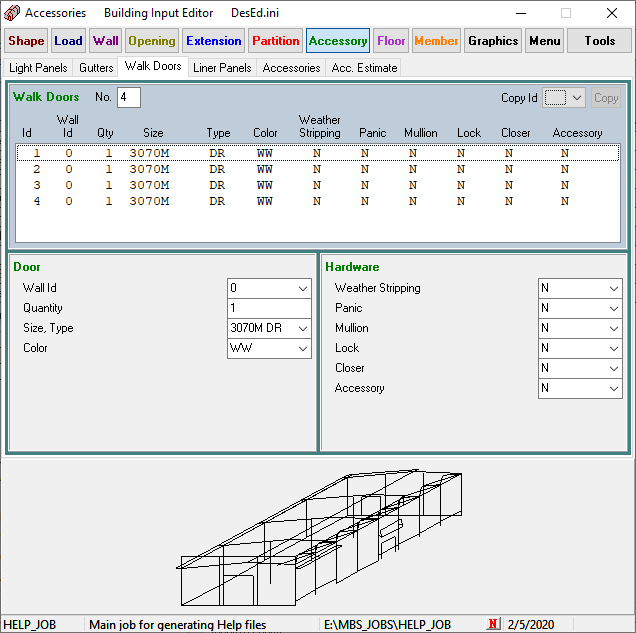 Accessories Building Input Editor DesEd.ini
Shape Load Wall Opening Extension Partition Accessory Floor Member Graphics Menu Tools
Light Panels Gutters Walk Doors Liner Panels Accessories Acc. Estimate
Walk Doors No. 4 Copy Id Copy
Wall Weather
Id Id Qty Size Type Color Stripping Panic Mullion Lock Closer Accessory
1 0 1 3070M DR WW N N N N N N
2 0 1 3070M DR WW N N N N N N
3 0 1 3070M DR WW N N N N N N
4 0 1 3070M DR WW N N N N N N
Door
Wall Id 0
Quantity 1
Size, Type 3070M DR
Color WW
Hardware
Weather Stripping N
Panic N
Mullion N
Lock N
Closer N
Accessory N
HELP_JOB Main job for generating Help files E:\MBS_JOBS\HELP_JOB N 2/5/2020